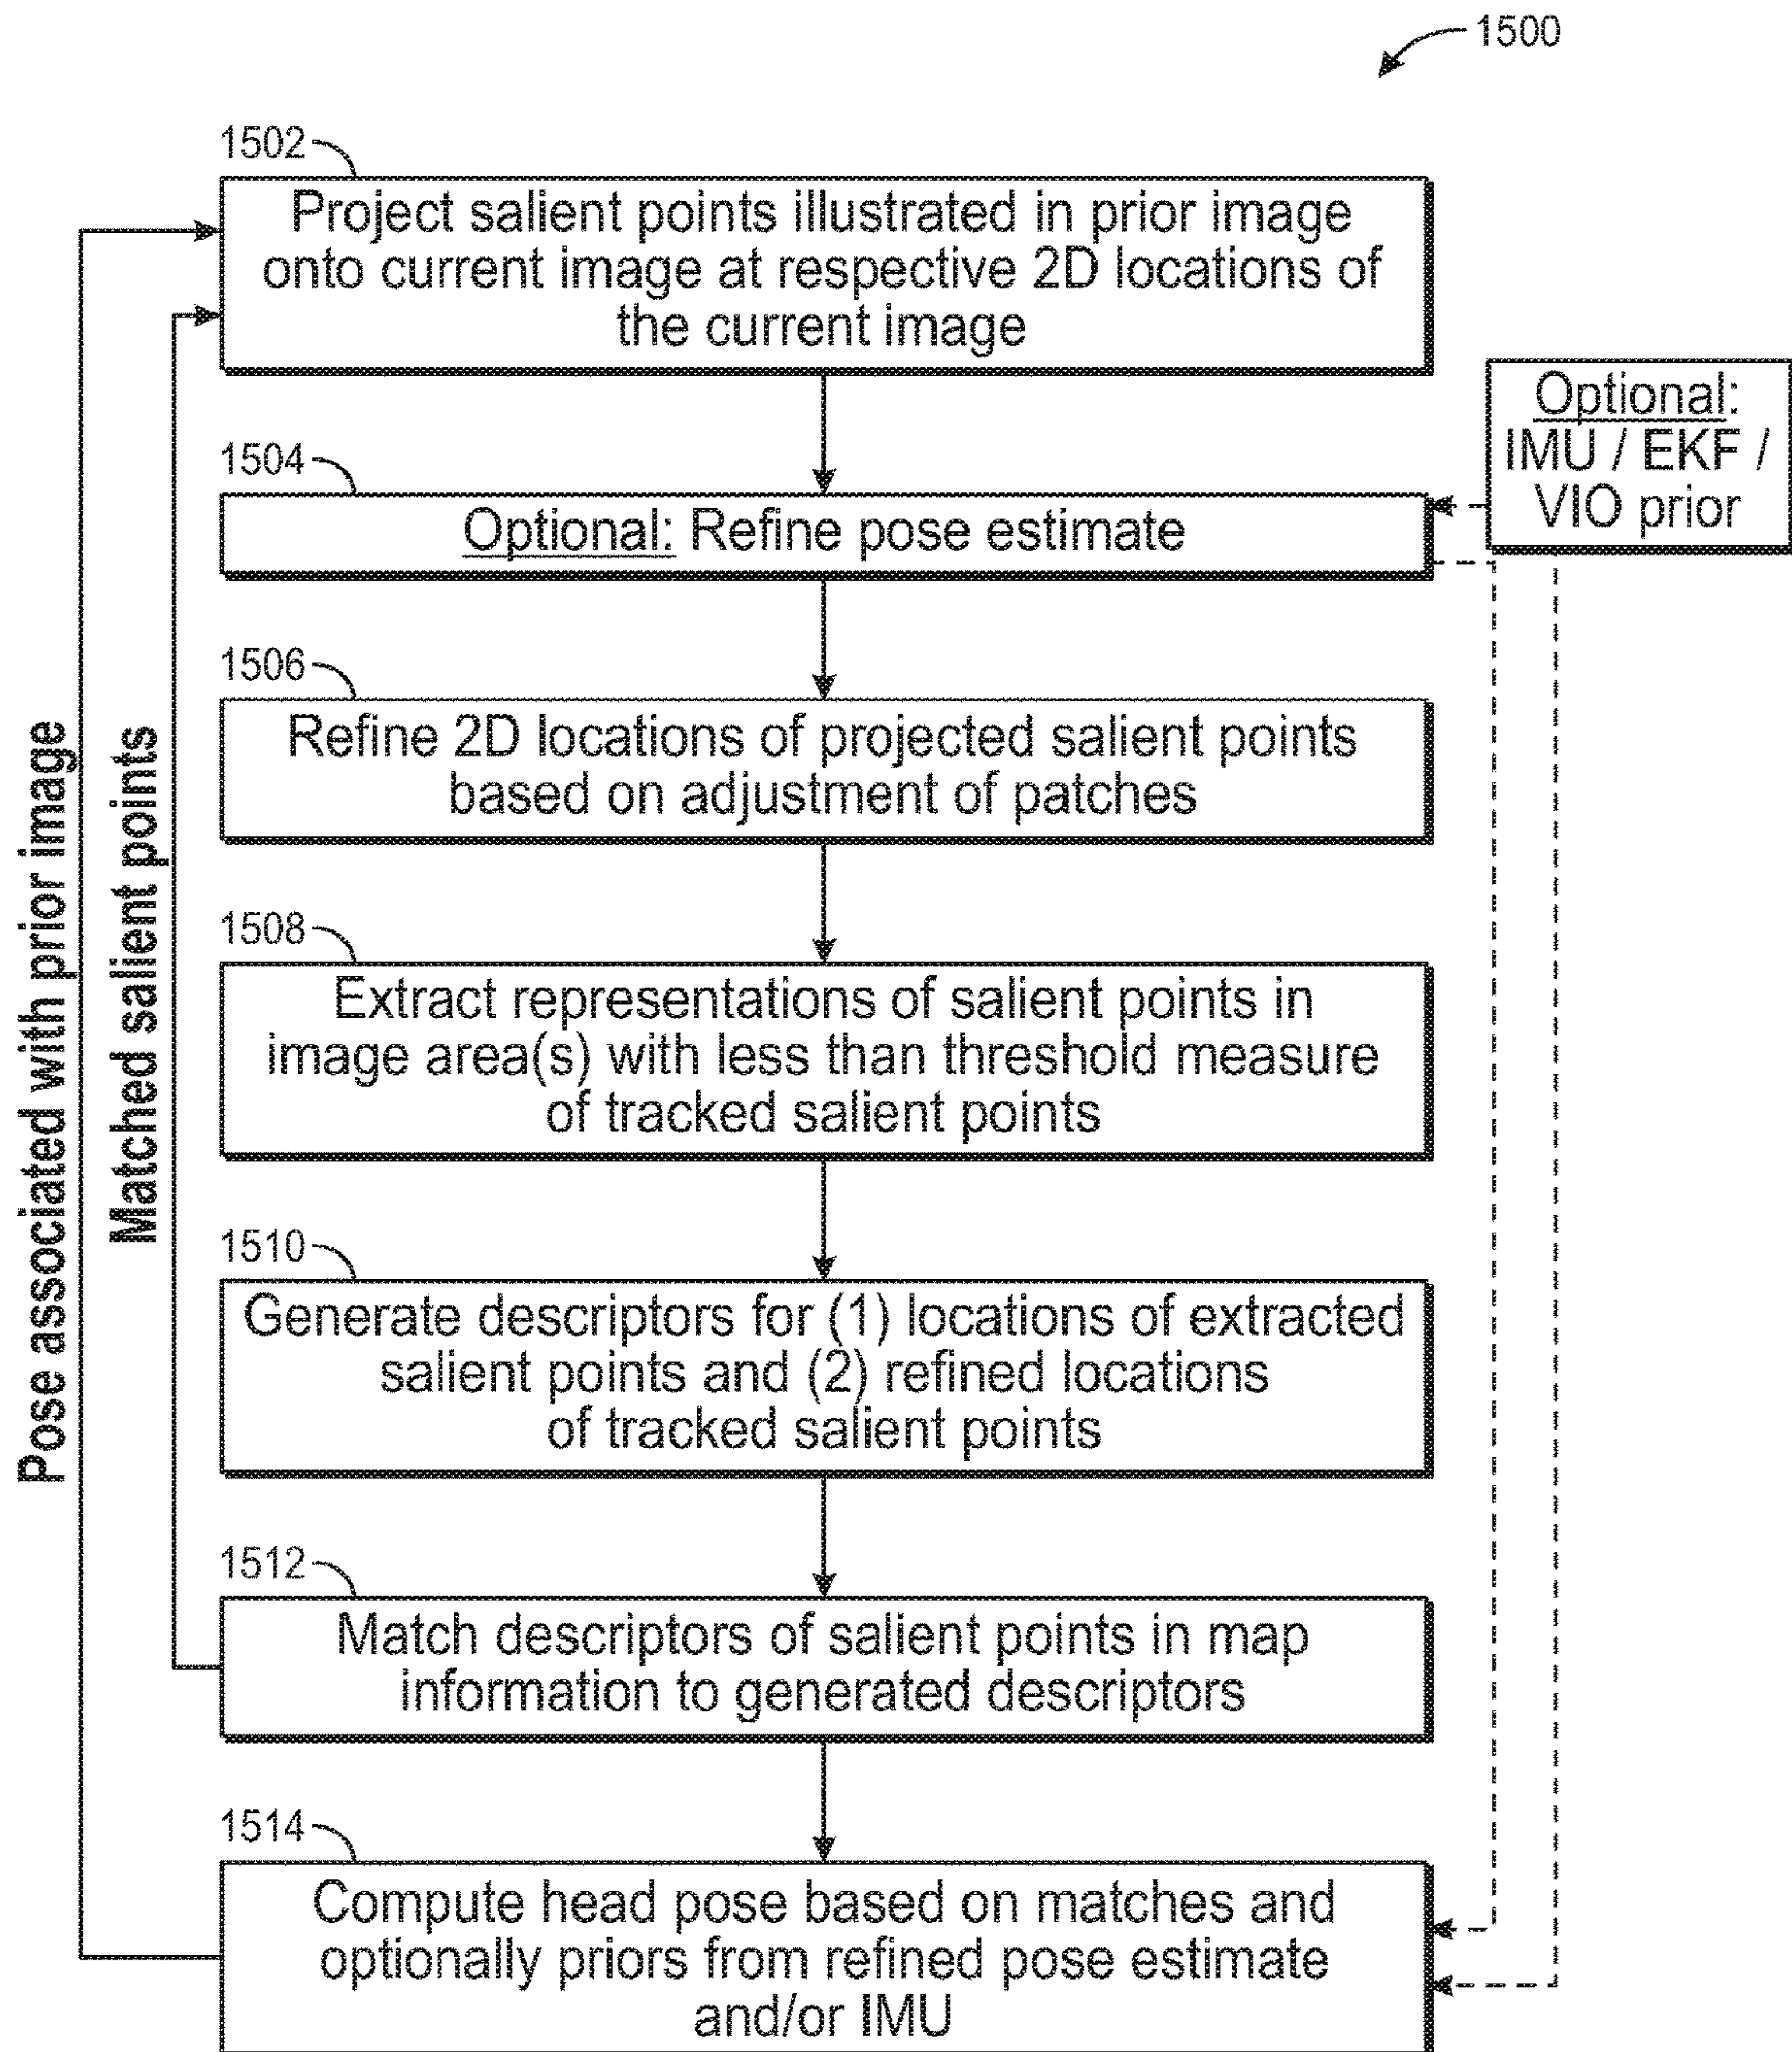 1500
1502
Project salient points illustrated in prior image
onto current image at respective 2D locations of
the current image
Optional:
IMU / EKF /
VIO prior
1504
Optional: Refine pose estimate
1506
Refine 2D locations of projected salient points
based on adjustment of patches
Pose associated with prior image
Matched salient points
1508
Extract representations of salient points in
image area(s) with less than threshold measure
of tracked salient points
1510
Generate descriptors for (1) locations of extracted
salient points and (2) refined locations
of tracked salient points
1512
Match descriptors of salient points in map
information to generated descriptors
1514
Compute head pose based on matches and
optionally priors from refined pose estimate
and/or IMU